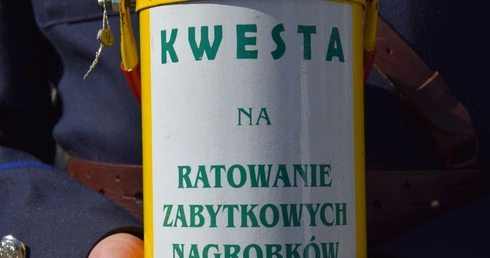 KWESTA
NA
RATOWANIE
ZABYTKOWYCH
NAGROBKÓW